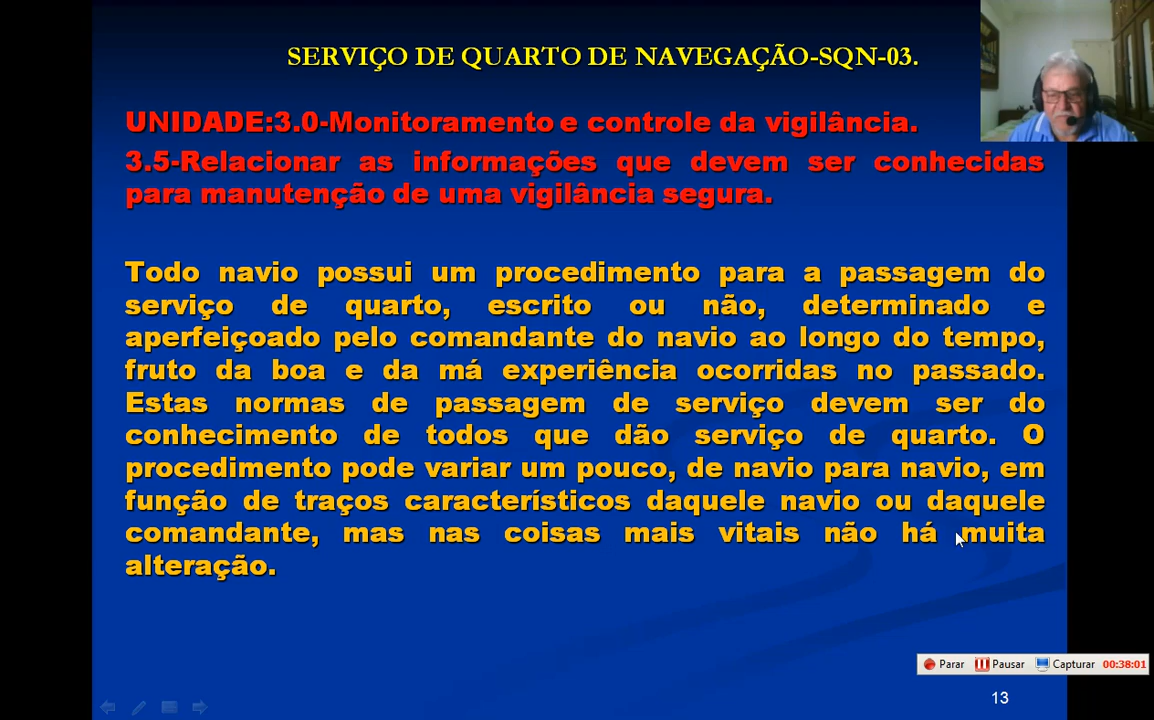 SERVIÇO DE QUARTO DE NAVEGAÇÃO-SQN-03.
UNIDADE:3.0-Monitoramento e controle da vigilância.
3.5-Relacionar as informações que devem ser conhecidas
para manutenção de uma vigilância segura.
Todo navio possui um procedimento para a passagem do
serviço de quarto, escrito ou não, determinado e
aperfeiçoado pelo comandante do navio ao longo do tempo,
fruto da boa e da má experiência ocorridas no passado.
Estas normas de passagem de serviço devem ser do
conhecimento de todos que dão serviço de quarto. O
procedimento pode variar um pouco, de navio para navio, em
função de traços característicos daquele navio ou daquele
comandante, mas nas coisas mais vitais não há muita
alteração.
Parar Pausar Capturar 00:38:01
13